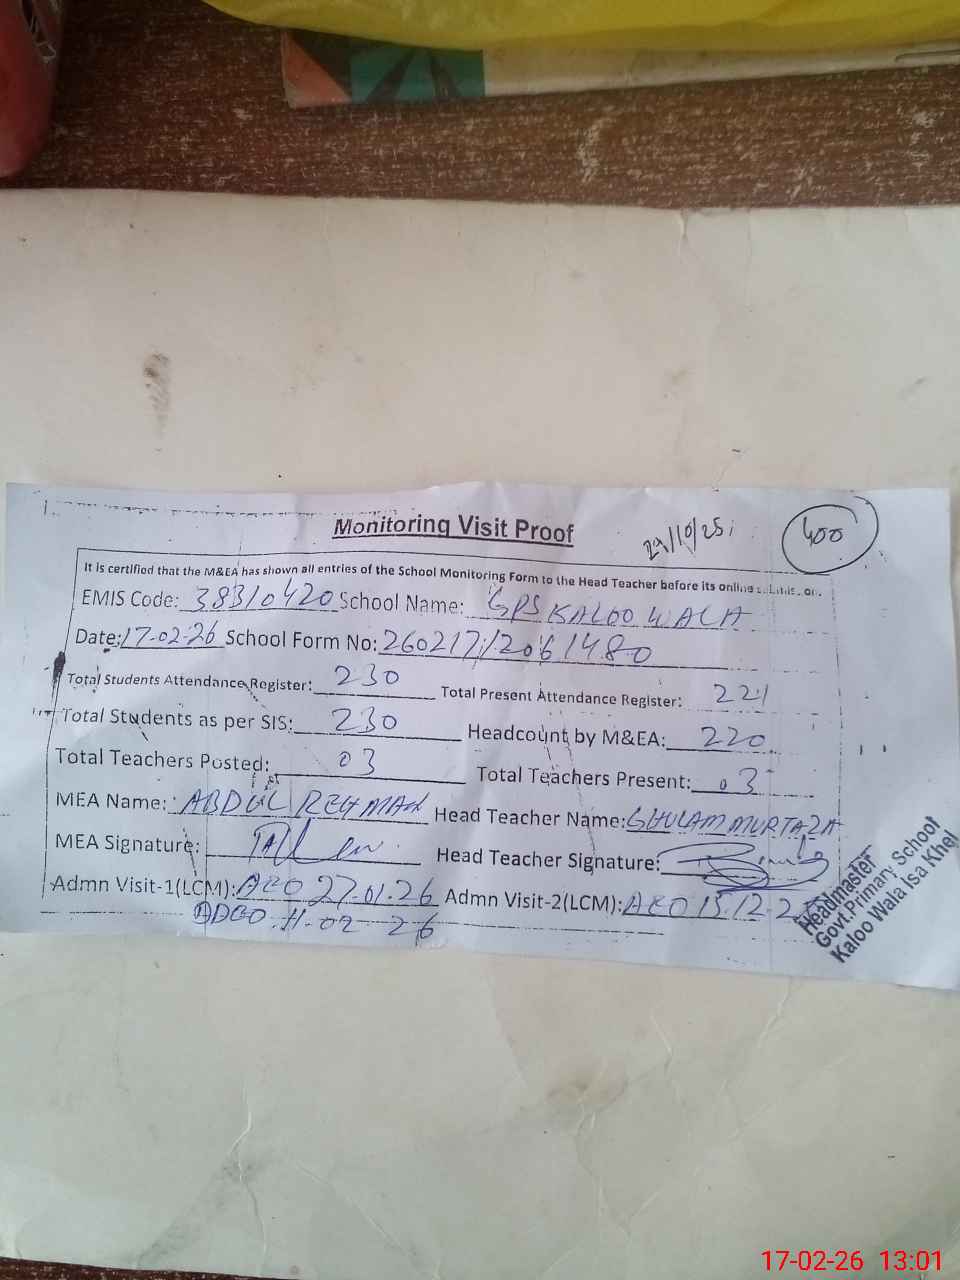 Monitoring Visit Proof
29/10/25
400
It is certified that the M&EA has shown all entries of the School Monitoring Form to the Head Teacher before its online
EMIS Code: 38310420 School Name: GPS KALOO WALA
Date: 17-02-26 School Form No: 26021712061480
Total Students Attendance Register: 230 Total Present Attendance Register: 221
Total Students as per SIS: 230 Headcount by M&EA: 220
Total Teachers Posted: 03 Total Teachers Present: 03
MEA Name: ABDUL REHMAN Head Teacher Name: GHULAM MURTAZA
MEA Signature: Head Teacher Signature:
Admn Visit-1(LCM): AEO 27.01.26 Admn Visit-2(LCM): AEO 15.12.25
11-02-26
Headmaster
Govt.Primary School
Kaloo Wala Isa Khel
17-02-26 13:01